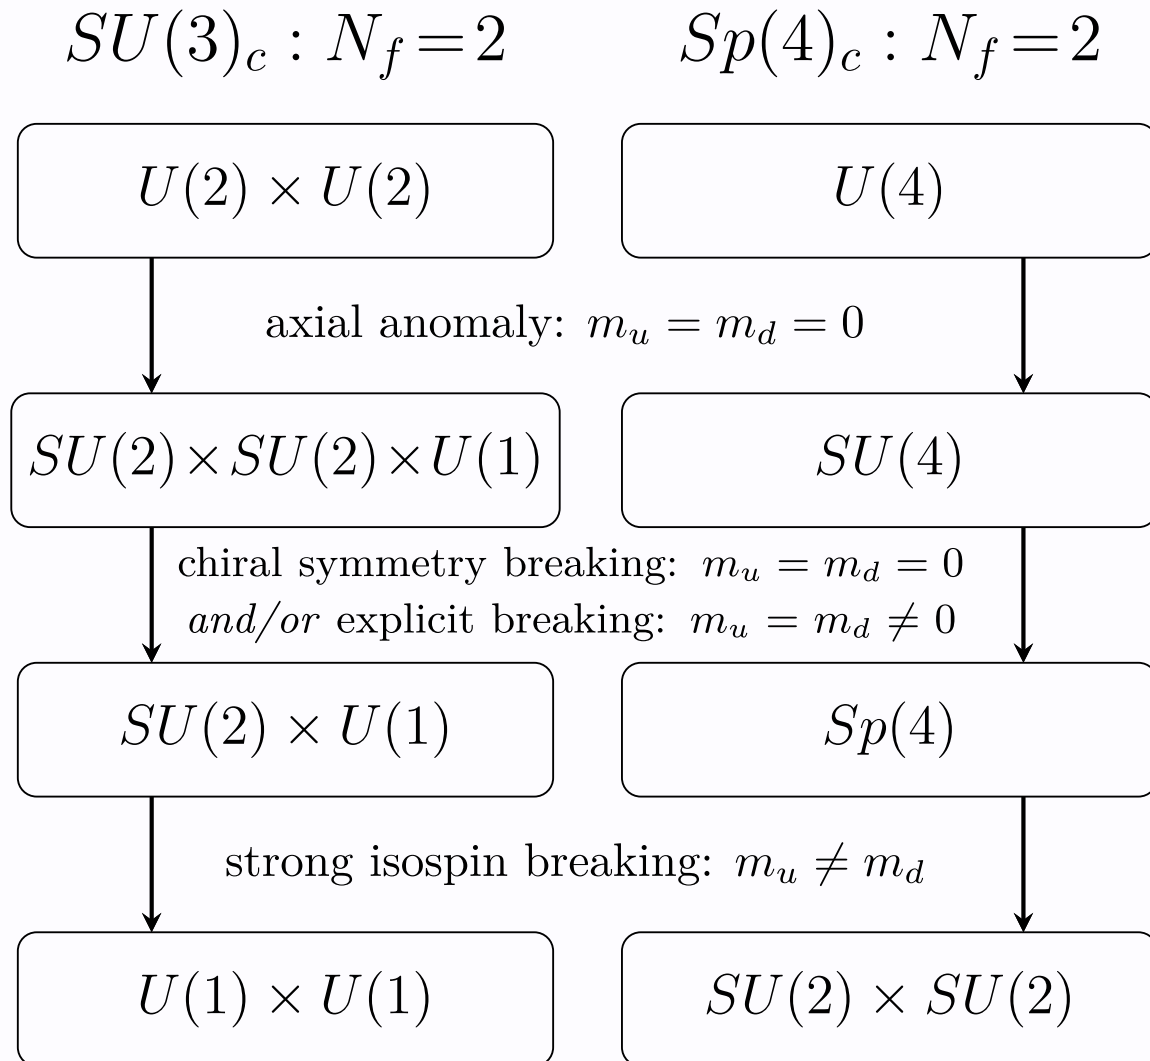 SU(3)_c : N_f = 2
Sp(4)_c : N_f = 2
U(2) × U(2)
U(4)
axial anomaly: m_u = m_d = 0
SU(2)×SU(2)×U(1)
SU(4)
chiral symmetry breaking: m_u = m_d = 0
and/or explicit breaking: m_u = m_d ≠ 0
SU(2) × U(1)
Sp(4)
strong isospin breaking: m_u ≠ m_d
U(1) × U(1)
SU(2) × SU(2)